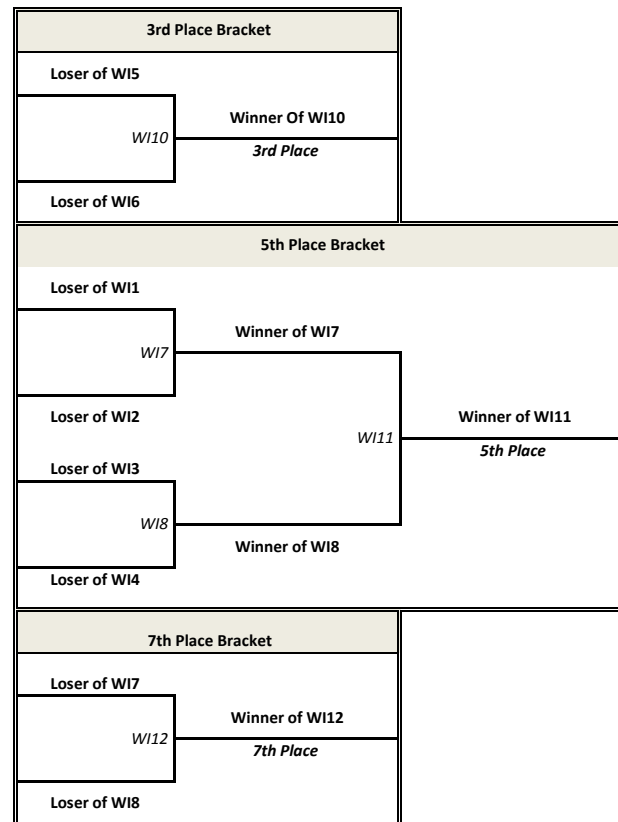 3rd Place Bracket
Loser of WI5
Winner Of WI10
WI10
3rd Place
Loser of WI6
5th Place Bracket
Loser of WI1
Winner of WI7
WI7
Loser of WI2
Winner of WI11
WI11
5th Place
Loser of WI3
WI8
Winner of WI8
Loser of WI4
7th Place Bracket
Loser of WI7
Winner of WI12
WI12
7th Place
Loser of WI8